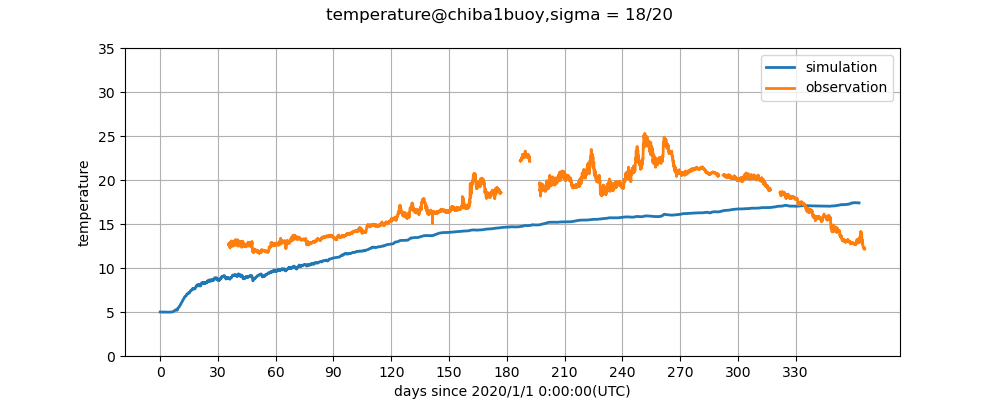 temperature@chiba1buoy,sigma = 18/20
35
30
25
20
15
10
5
0
temperature
simulation
observation
0 30 60 90 120 150 180 210 240 270 300 330
days since 2020/1/1 0:00:00(UTC)